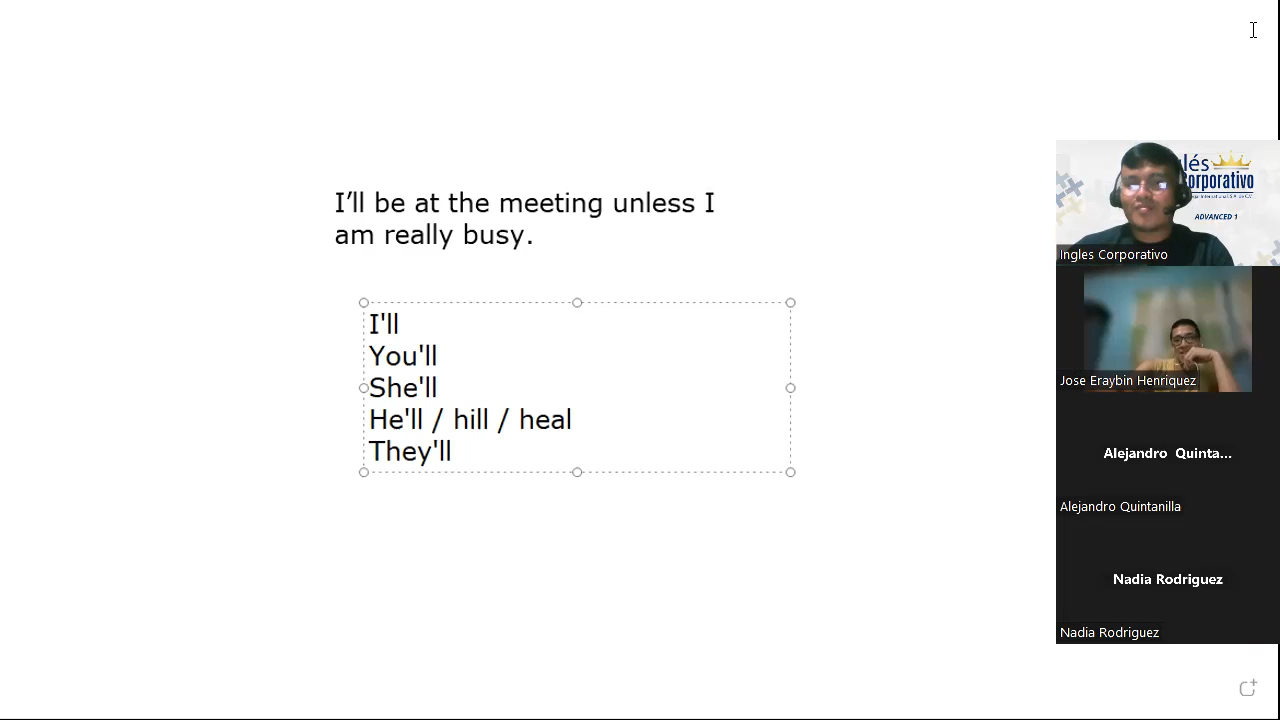 I’ll be at the meeting unless I
am really busy.
I'll
You'll
She'll
He'll / hill / heal
They'll
lés
Corporativo
ADVANCED 1
Ingles Corporativo
Jose Eraybin Henriquez
Alejandro Quinta...
Alejandro Quintanilla
Nadia Rodriguez
Nadia Rodriguez